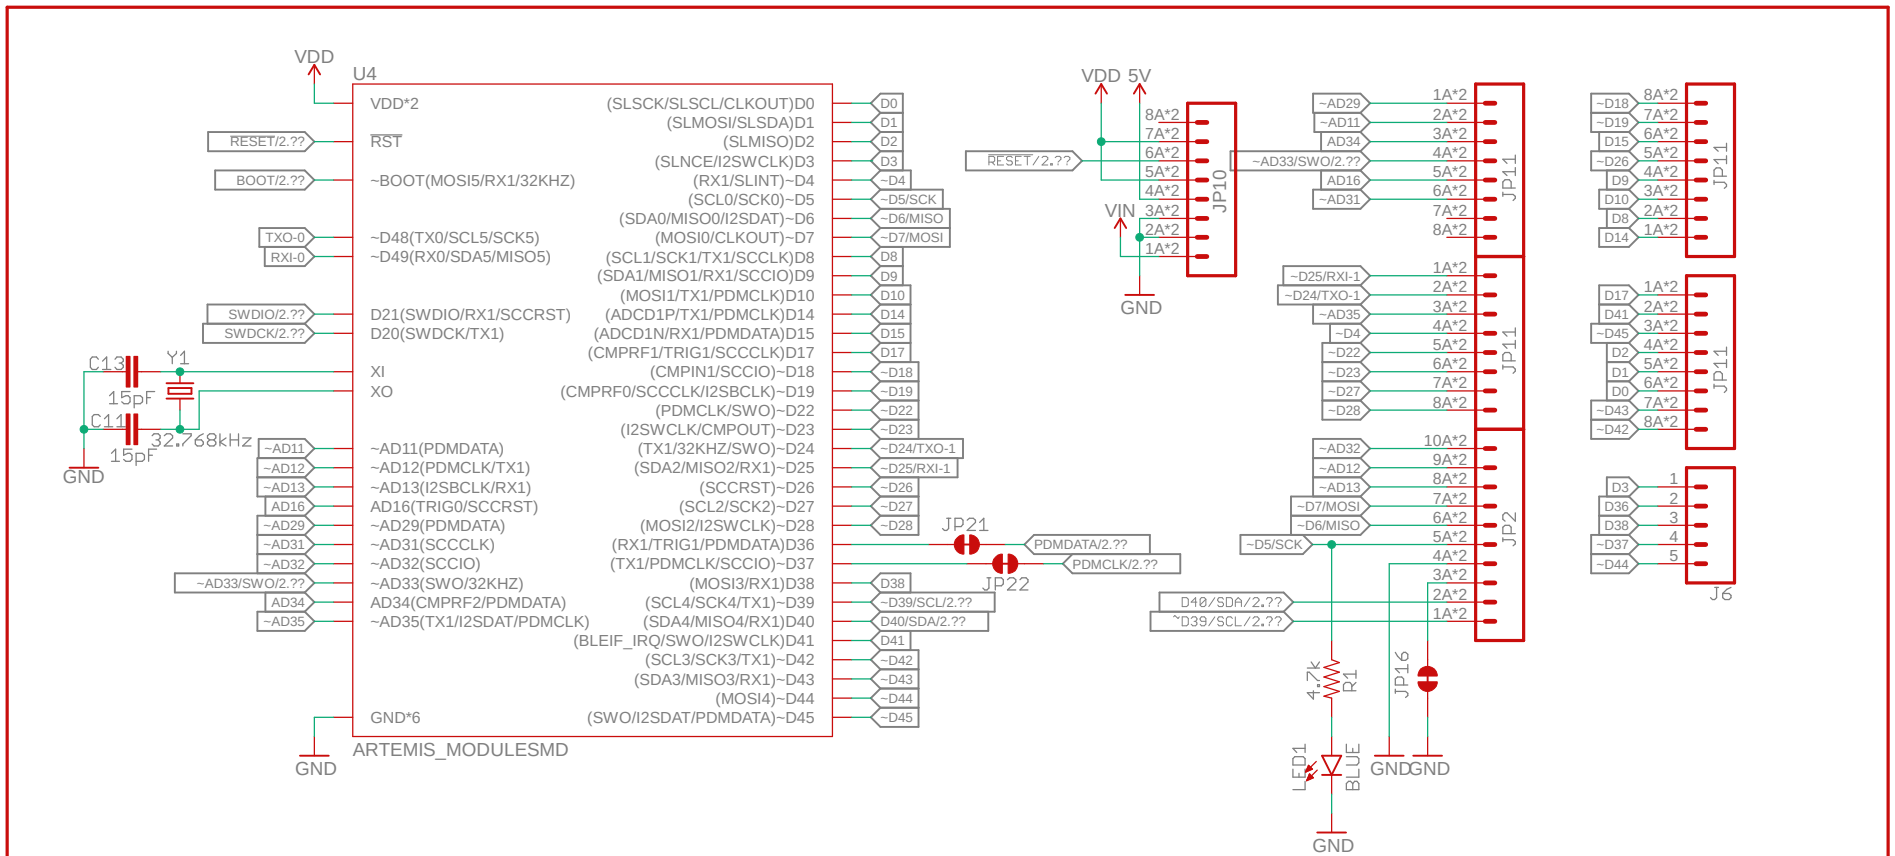 VDD
U4
VDD*2
RESET/2.??
RST
BOOT/2.??
~BOOT(MOSI5/RX1/32KHZ)
TXO-0
~D48(TX0/SCL5/SCK5)
RXI-0
~D49(RX0/SDA5/MISO5)
SWDIO/2.??
D21(SWDIO/RX1/SCCRST)
SWDCK/2.??
D20(SWDCK/TX1)
C13
Y1
15pF
XI
XO
C11
32.768kHz
15pF
GND
~AD11
~AD11(PDMDATA)
~AD12
~AD12(PDMCLK/TX1)
~AD13
~AD13(I2SBCLK/RX1)
AD16
AD16(TRIG0/SCCRST)
~AD29
~AD29(PDMDATA)
~AD31
~AD31(SCCCLK)
~AD32
~AD32(SCCIO)
~AD33/SWO/2.??
~AD33(SWO/32KHZ)
AD34
AD34(CMPRF2/PDMDATA)
~AD35
~AD35(TX1/I2SDAT/PDMCLK)
GND*6
GND
ARTEMIS_MODULESMD
(SLSCK/SLSCL/CLKOUT)D0
D0
(SLMOSI/SLSDA)D1
D1
(SLMISO)D2
D2
(SLNCE/I2SWCLK)D3
D3
(RX1/SLINT)~D4
~D4
(SCL0/SCK0)~D5
~D5/SCK
(SDA0/MISO0/I2SDAT)~D6
~D6/MISO
(MOSI0/CLKOUT)~D7
~D7/MOSI
(SCL1/SCK1/TX1/SCCLK)D8
D8
(SDA1/MISO1/RX1/SCCIO)D9
D9
(MOSI1/TX1/PDMCLK)D10
D10
(ADCD1P/TX1/PDMCLK)D14
D14
(ADCD1N/RX1/PDMDATA)D15
D15
(CMPRF1/TRIG1/SCCCLK)D17
D17
(CMPIN1/SCCIO)~D18
~D18
(CMPRF0/SCCCLK/I2SBCLK)~D19
~D19
(PDMCLK/SWO)~D22
~D22
(I2SWCLK/CMPOUT)~D23
~D23
(TX1/32KHZ/SWO)~D24
~D24/TXO-1
(SDA2/MISO2/RX1)~D25
~D25/RXI-1
(SCCRST)~D26
~D26
(SCL2/SCK2)~D27
~D27
(MOSI2/I2SWCLK)~D28
~D28
(RX1/TRIG1/PDMDATA)D36
JP21
PDMDATA/2.??
(TX1/PDMCLK/SCCIO)~D37
JP22
PDMCLK/2.??
(MOSI3/RX1)D38
D38
(SCL4/SCK4/TX1)~D39
~D39/SCL/2.??
(SDA4/MISO4/RX1)D40
D40/SDA/2.??
(BLEIF_IRQ/SWO/I2SWCLK)D41
D41
(SCL3/SCK3/TX1)~D42
~D42
(SDA3/MISO3/RX1)~D43
~D43
(MOSI4)~D44
~D44
(SWO/I2SDAT/PDMDATA)~D45
~D45
VDD 5V
8A*2
7A*2
RESET/2.??
6A*2
5A*2
4A*2
VIN
3A*2
2A*2
1A*2
JP10
GND
~AD29
1A*2
~AD11
2A*2
AD34
3A*2
~AD33/SWO/2.??
4A*2
AD16
5A*2
~AD31
6A*2
7A*2
8A*2
JP11
~D25/RXI-1
1A*2
~D24/TXO-1
2A*2
~AD35
3A*2
~D4
4A*2
~D22
5A*2
~D23
6A*2
~D27
7A*2
~D28
8A*2
JP11
~AD32
10A*2
~AD12
9A*2
~AD13
8A*2
~D7/MOSI
7A*2
~D6/MISO
6A*2
~D5/SCK
5A*2
4A*2
3A*2
D40/SDA/2.??
2A*2
~D39/SCL/2.??
1A*2
JP2
4.7k
R1
JP16
LED1
BLUE
GND
GND
GND
~D18
8A*2
~D19
7A*2
D15
6A*2
~D26
5A*2
D9
4A*2
D10
3A*2
D8
2A*2
D14
1A*2
JP11
D17
1A*2
D41
2A*2
~D45
3A*2
D2
4A*2
D1
5A*2
D0
6A*2
~D43
7A*2
~D42
8A*2
JP11
D3
1
D36
2
D38
3
~D37
4
~D44
5
J6